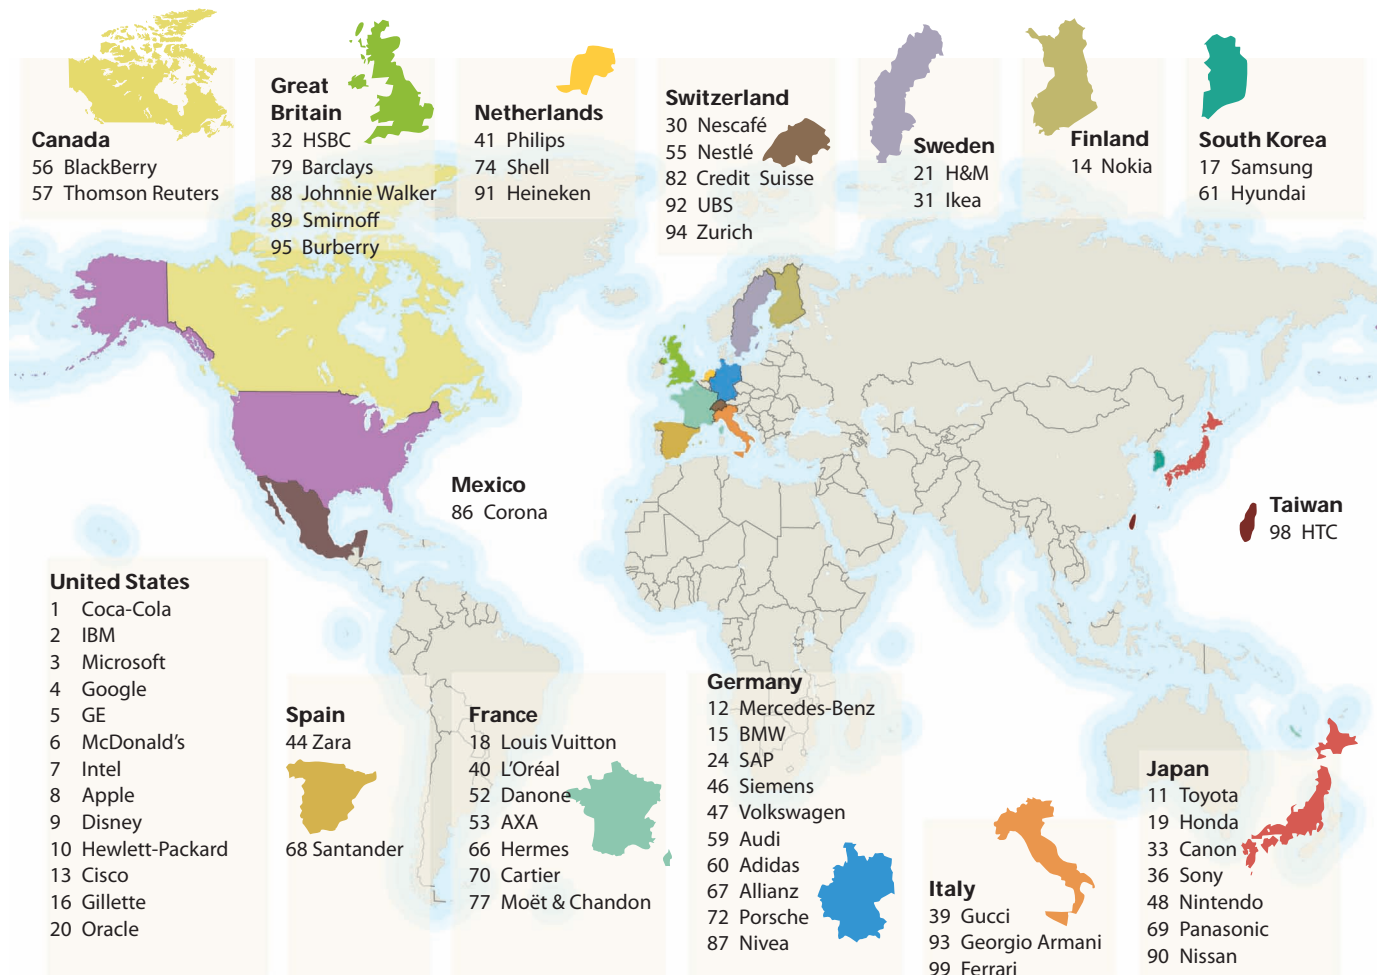 Canada
56 BlackBerry
57 Thomson Reuters
Great
Britain
32 HSBC
79 Barclays
88 Johnnie Walker
89 Smirnoff
95 Burberry
Netherlands
41 Philips
74 Shell
91 Heineken
Switzerland
30 Nescafé
55 Nestlé
82 Credit Suisse
92 UBS
94 Zurich
Sweden
21 H&M
31 Ikea
Finland
14 Nokia
South Korea
17 Samsung
61 Hyundai
Mexico
86 Corona
Taiwan
98 HTC
United States
1 Coca-Cola
2 IBM
3 Microsoft
4 Google
5 GE
6 McDonald's
7 Intel
8 Apple
9 Disney
10 Hewlett-Packard
13 Cisco
16 Gillette
20 Oracle
Spain
44 Zara
68 Santander
France
18 Louis Vuitton
40 L'Oréal
52 Danone
53 AXA
66 Hermes
70 Cartier
77 Moët & Chandon
Germany
12 Mercedes-Benz
15 BMW
24 SAP
46 Siemens
47 Volkswagen
59 Audi
60 Adidas
67 Allianz
72 Porsche
87 Nivea
Italy
39 Gucci
93 Georgio Armani
99 Ferrari
Japan
11 Toyota
19 Honda
33 Canon
36 Sony
48 Nintendo
69 Panasonic
90 Nissan